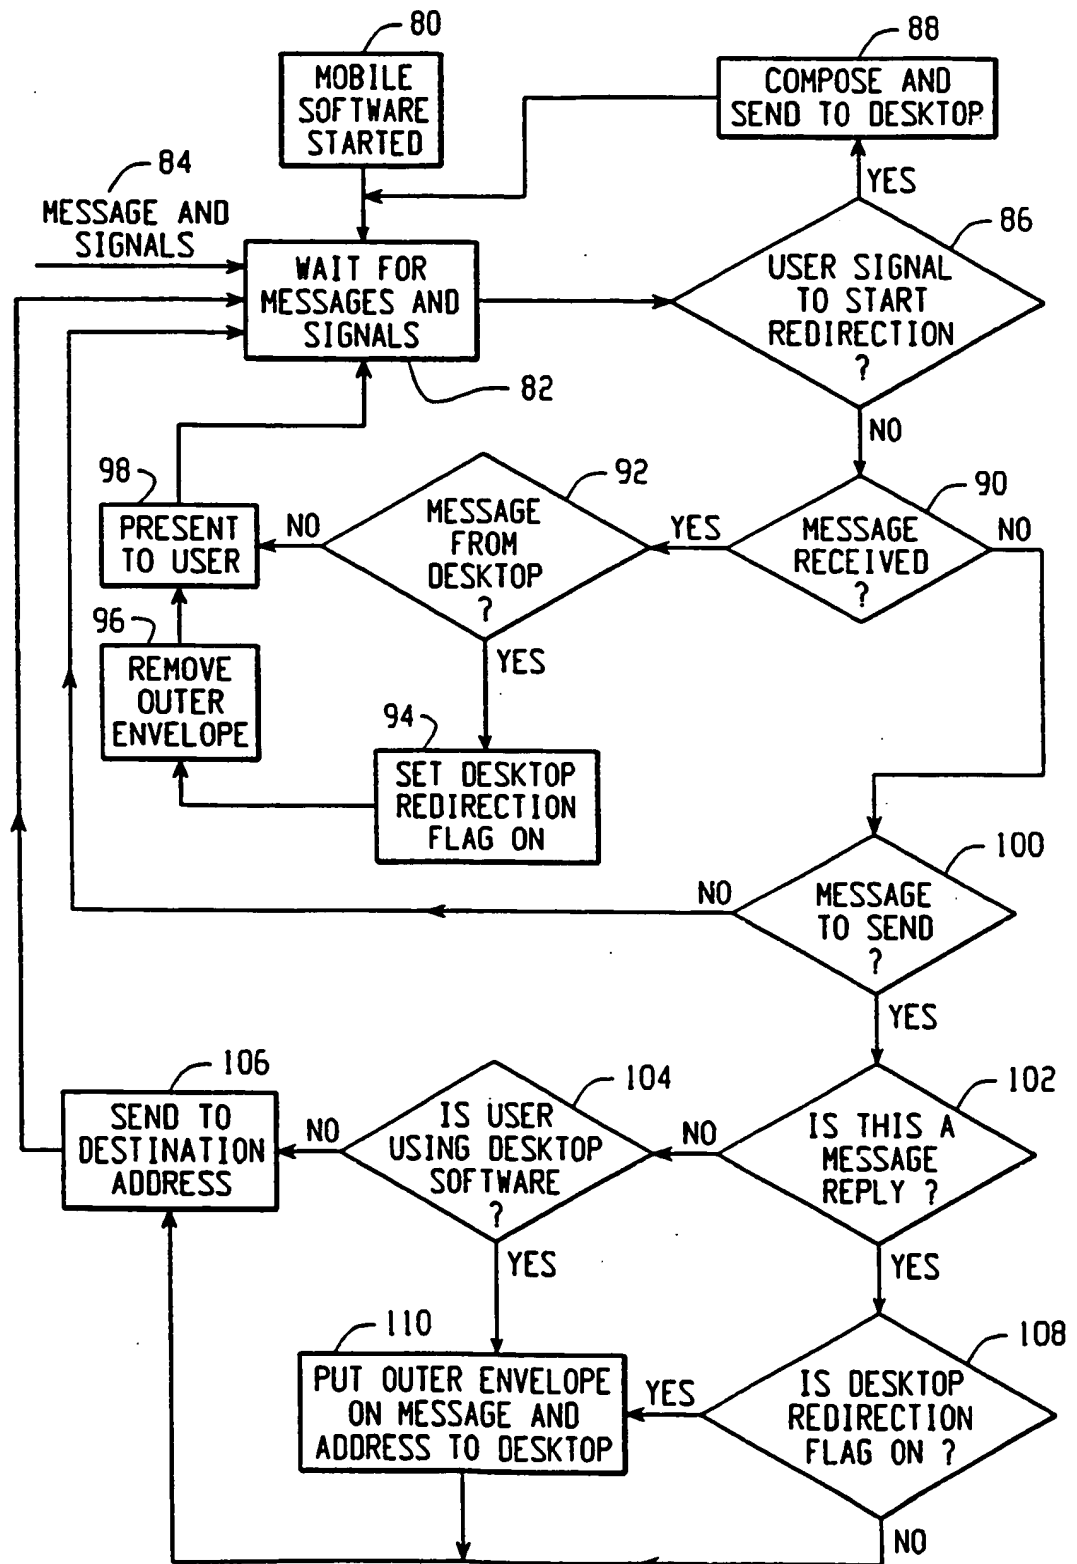 80
MOBILE
SOFTWARE
STARTED
88
COMPOSE AND
SEND TO DESKTOP
84
MESSAGE AND
SIGNALS
YES
86
WAIT FOR
MESSAGES AND
SIGNALS
82
USER SIGNAL
TO START
REDIRECTION
?
NO
98
PRESENT
TO USER
NO
92
MESSAGE
FROM
DESKTOP
?
YES
90
MESSAGE
RECEIVED
?
NO
96
REMOVE
OUTER
ENVELOPE
YES
94
SET DESKTOP
REDIRECTION
FLAG ON
100
NO
MESSAGE
TO SEND
?
YES
106
SEND TO
DESTINATION
ADDRESS
NO
104
IS USER
USING DESKTOP
SOFTWARE
?
NO
102
IS THIS A
MESSAGE
REPLY ?
YES
YES
110
PUT OUTER ENVELOPE
ON MESSAGE AND
ADDRESS TO DESKTOP
YES
108
IS DESKTOP
REDIRECTION
FLAG ON ?
NO